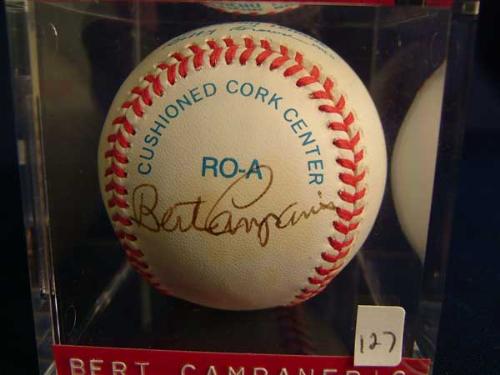 CUSHIONED CORK CENTER
RO-A
Bert Campaneris
127
BERT CAMPANERIS